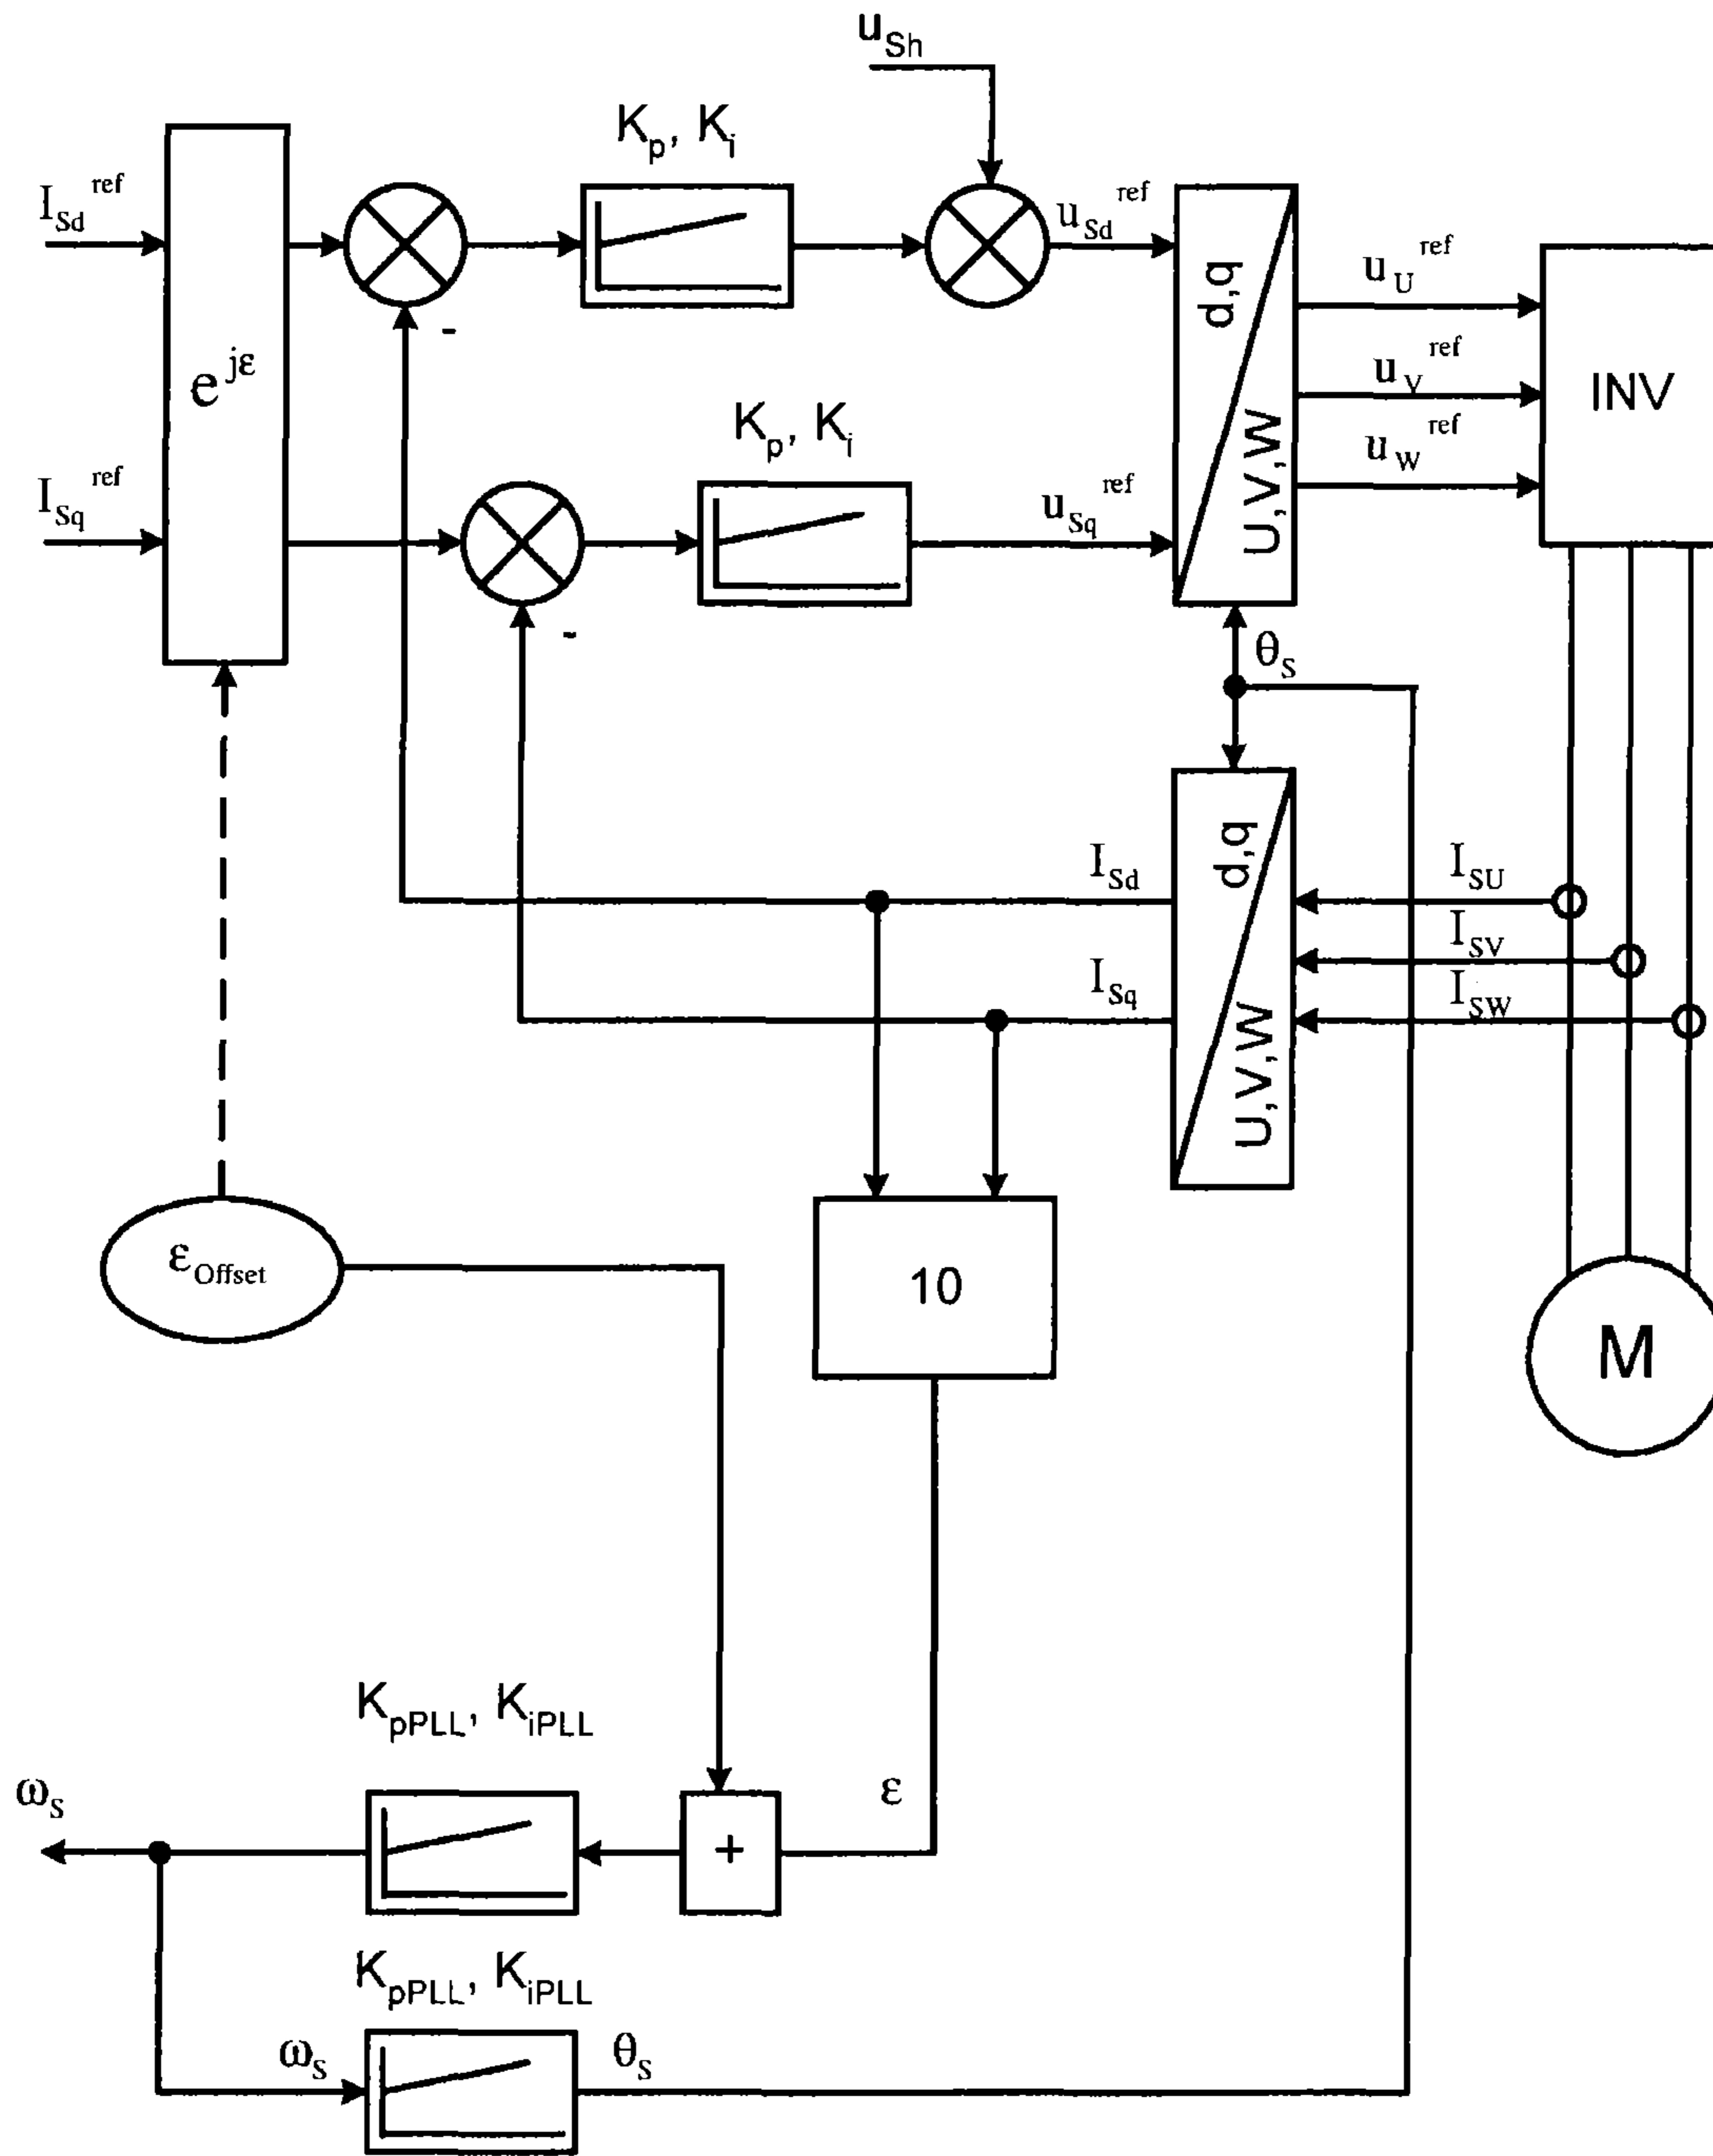 u_Sh
K_p, K_i
I_Sd^ref
u_Sd^ref
d,q
U,V,W
u_U^ref
u_V^ref
u_W^ref
INV
e^jε
K_p, K_i
I_Sq^ref
u_Sq^ref
-
-
θ_S
d,q
U,V,W
I_Sd
I_SU
I_SV
I_Sq
I_SW
ε_Offset
10
M
K_pPLL, K_iPLL
ω_S
ε
+
K_pPLL, K_iPLL
ω_S
θ_S